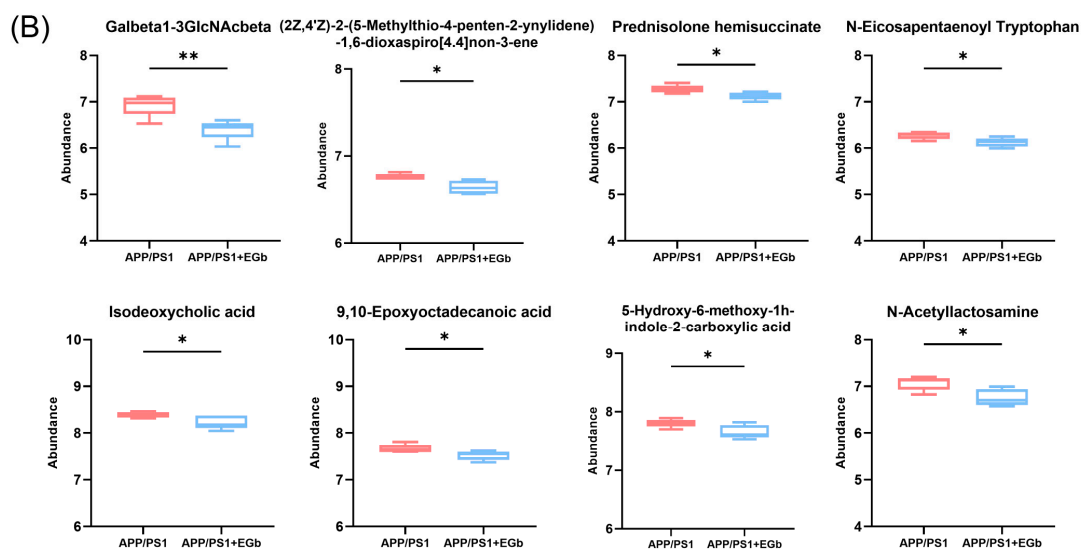 (B)
Galbeta1-3GlcNAcbeta
**
Abundance
8
7
6
5
4
APP/PS1 APP/PS1+EGb
(2Z,4'Z)-2-(5-Methylthio-4-penten-2-ynylidene)
-1,6-dioxaspiro[4.4]non-3-ene
*
Abundance
8
7
6
APP/PS1 APP/PS1+EGb
Prednisolone hemisuccinate
*
Abundance
8
7
6
5
4
APP/PS1 APP/PS1+EGb
N-Eicosapentaenoyl Tryptophan
*
Abundance
8
7
6
5
4
APP/PS1 APP/PS1+EGb
Isodeoxycholic acid
*
Abundance
10
9
8
7
6
APP/PS1 APP/PS1+EGb
9,10-Epoxyoctadecanoic acid
*
Abundance
10
9
8
7
6
APP/PS1 APP/PS1+EGb
5-Hydroxy-6-methoxy-1h-
indole-2-carboxylic acid
*
Abundance
9
8
7
6
APP/PS1 APP/PS1+EGb
N-Acetyllactosamine
*
Abundance
8
7
6
5
4
APP/PS1 APP/PS1+EGb